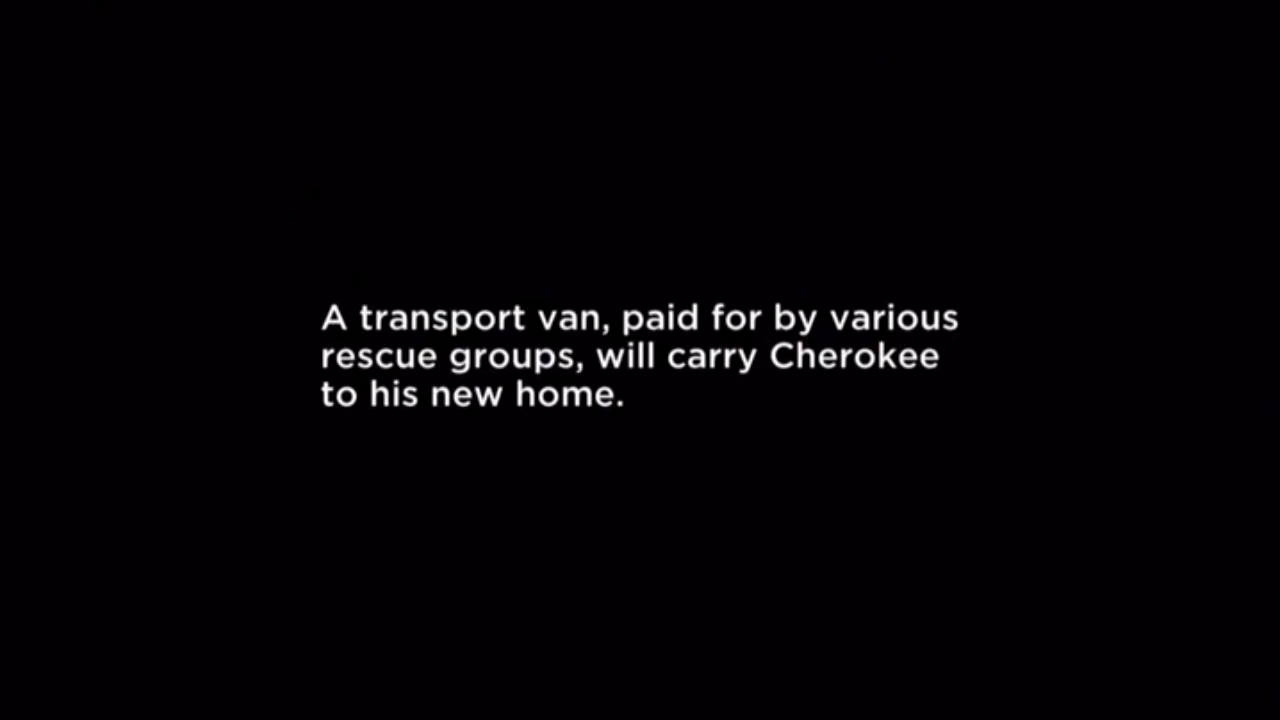 A transport van, paid for by various
rescue groups, will carry Cherokee
to his new home.